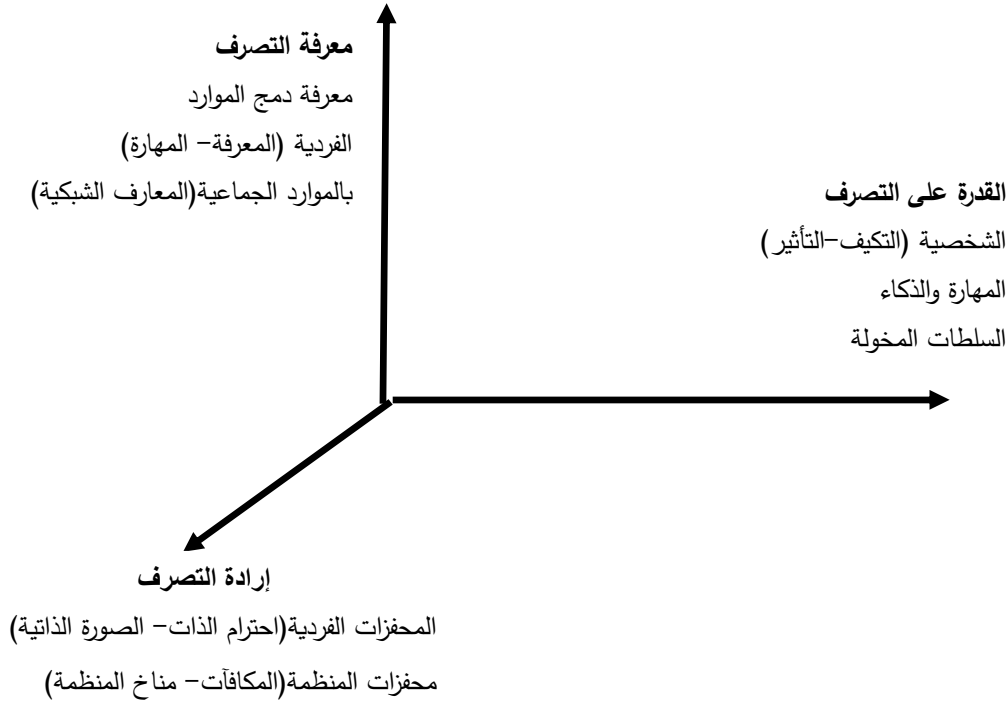 معرفة التصرف
معرفة دمج الموارد
الفردية (المعرفة- المهارة)
بالموارد الجماعية(المعارف الشبكية)
القدرة على التصرف
الشخصية (التكيف-التأثير)
المهارة والذكاء
السلطات المخولة
إرادة التصرف
المحفزات الفردية(احترام الذات- الصورة الذاتية)
محفزات المنظمة(المكافآت- مناخ المنظمة)